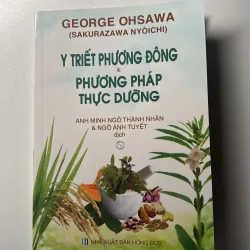 GEORGE OHSAWA
(SAKURAZAWA NYOICHI)
Y TRIẾT PHƯƠNG ĐÔNG
&
PHƯƠNG PHÁP
THỰC DƯỠNG
ANH MINH NGÔ THÀNH NHÂN
& NGÔ ÁNH TUYẾT
dịch
NHÀ XUẤT BẢN HỒNG ĐỨC